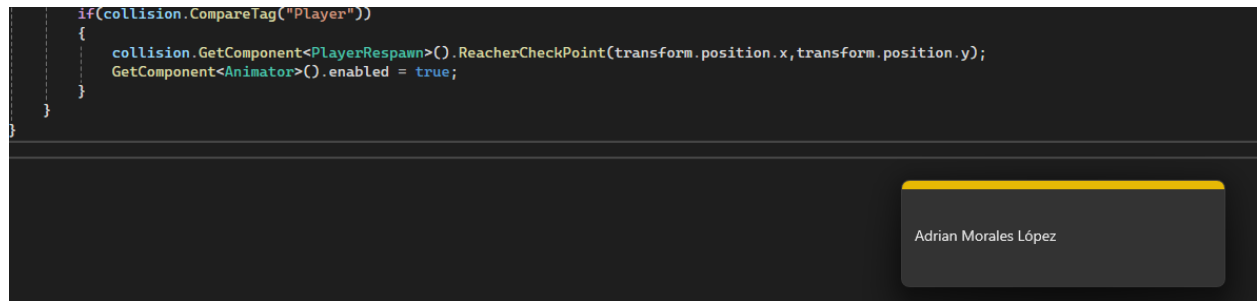 if(collision.CompareTag("Player"))
{
collision.GetComponent<PlayerRespawn>().ReacherCheckPoint(transform.position.x,transform.position.y);
GetComponent<Animator>().enabled = true;
}
}
}
Adrian Morales López